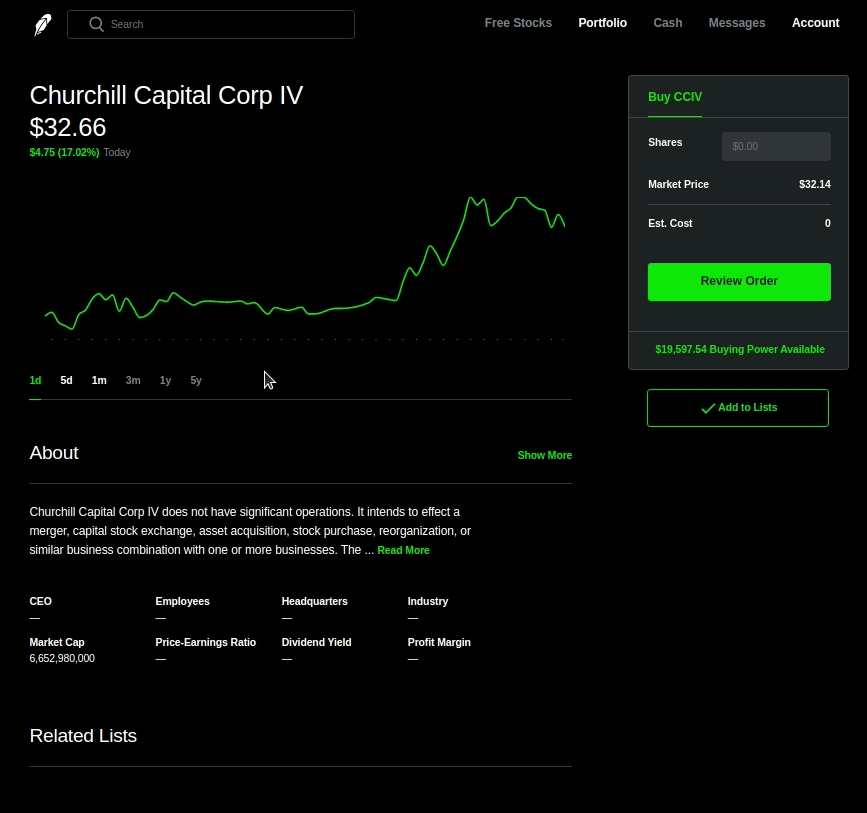 Search
Free Stocks Portfolio Cash Messages Account
Churchill Capital Corp IV
$32.66
$4.75 (17.02%) Today
1d 5d 1m 3m 1y 5y
Buy CCIV
Shares $0.00
Market Price $32.14
Est. Cost 0
Review Order
$19,597.54 Buying Power Available
Add to Lists
About Show More
Churchill Capital Corp IV does not have significant operations. It intends to effect a
merger, capital stock exchange, asset acquisition, stock purchase, reorganization, or
similar business combination with one or more businesses. The ... Read More
CEO Employees Headquarters Industry
— — — —
Market Cap Price-Earnings Ratio Dividend Yield Profit Margin
6,652,980,000 — — —
Related Lists